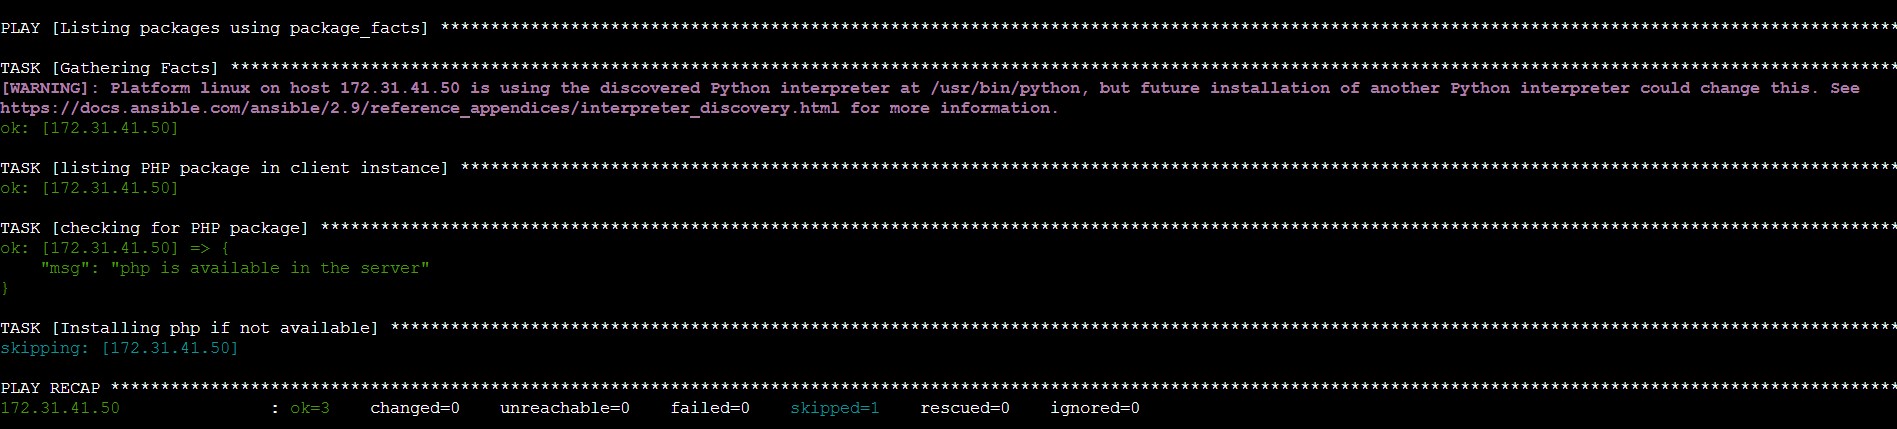 PLAY [Listing packages using package_facts] **************************************************************************************************************************************************
TASK [Gathering Facts] ***********************************************************************************************************************************************************************
[WARNING]: Platform linux on host 172.31.41.50 is using the discovered Python interpreter at /usr/bin/python, but future installation of another Python interpreter could change this. See
https://docs.ansible.com/ansible/2.9/reference_appendices/interpreter_discovery.html for more information.
ok: [172.31.41.50]
TASK [listing PHP package in client instance] ************************************************************************************************************************************************
ok: [172.31.41.50]
TASK [checking for PHP package] **************************************************************************************************************************************************************
ok: [172.31.41.50] => {
    "msg": "php is available in the server"
}
TASK [Installing php if not available] *******************************************************************************************************************************************************
skipping: [172.31.41.50]
PLAY RECAP ***********************************************************************************************************************************************************************************
172.31.41.50               : ok=3    changed=0    unreachable=0    failed=0    skipped=1    rescued=0    ignored=0